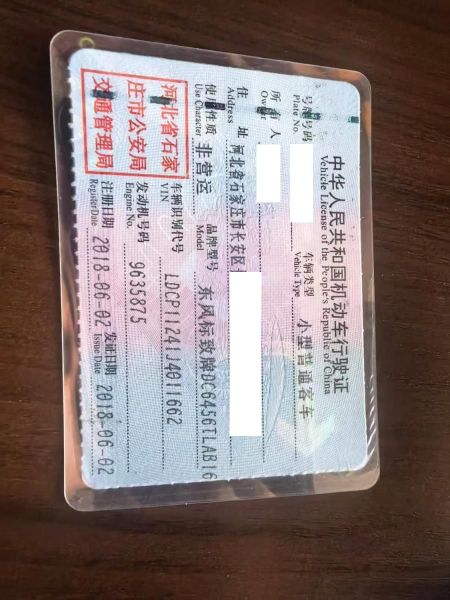 中华人民共和国机动车行驶证
Vehicle License of the People's Republic of China
号牌号码
Plate No.
车辆类型 小型普通客车
Vehicle Type
所有人
Owner
住址 河北省石家庄市长安区
Address
使用性质 非营运
Use Character
品牌型号 东风标致牌DC6456TLAB16
Model
河北省石家
庄市公安局
交通管理局
车辆识别代号 LDCP11241J4011662
VIN
发动机号码 9635875
Engine No.
注册日期 2018-06-02 发证日期 2018-06-02
Register Date Issue Date